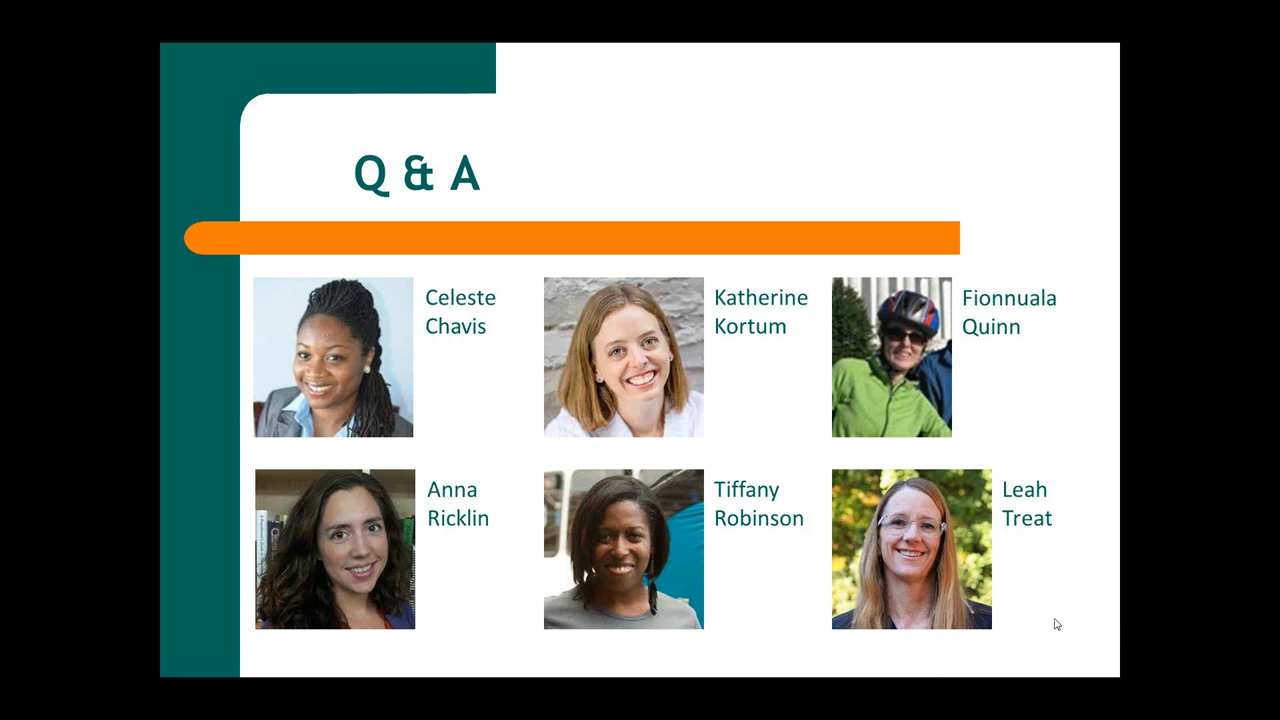 Q & A
Celeste
Chavis
Katherine
Kortum
Fionnuala
Quinn
Anna
Ricklin
Tiffany
Robinson
Leah
Treat